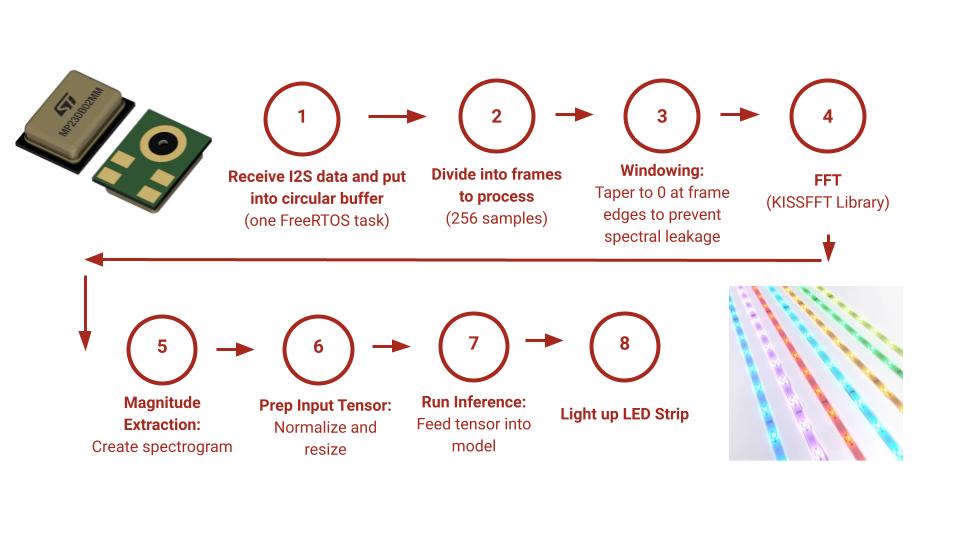 ST
MP23DB02MM
1
2
3
4
Receive I2S data and put
into circular buffer
(one FreeRTOS task)
Divide into frames
to process
(256 samples)
Windowing:
Taper to 0 at frame
edges to prevent
spectral leakage
FFT
(KISSFFT Library)
5
6
7
8
Magnitude
Extraction:
Create spectrogram
Prep Input Tensor:
Normalize and
resize
Run Inference:
Feed tensor into
model
Light up LED Strip